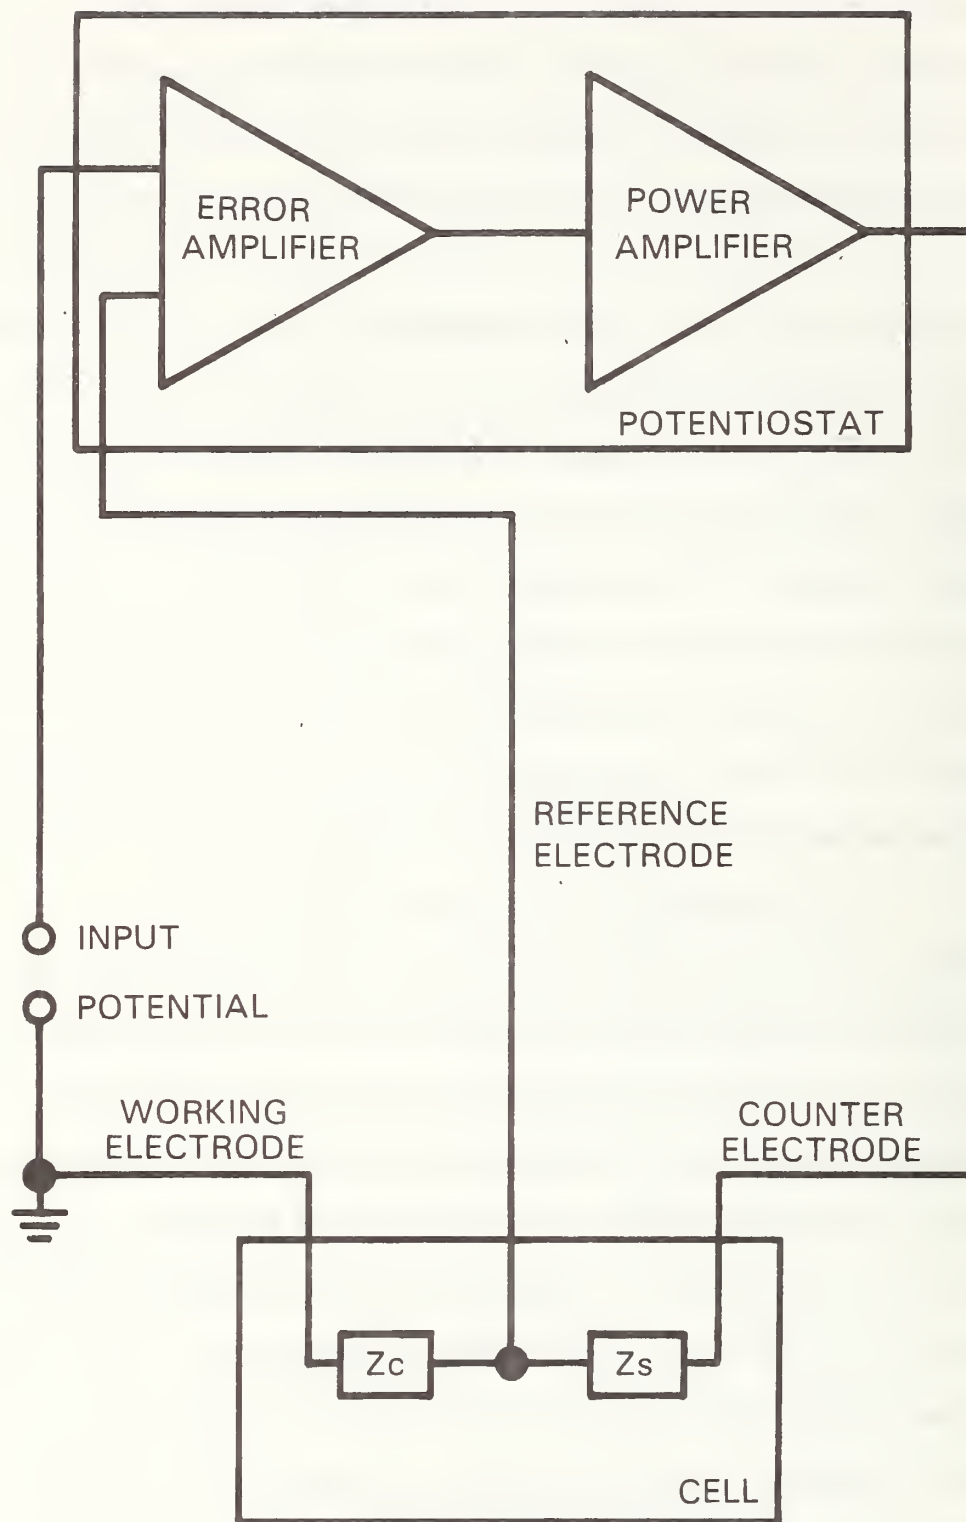 ERROR
AMPLIFIER
POWER
AMPLIFIER
POTENTIOSTAT
REFERENCE
ELECTRODE
INPUT
POTENTIAL
WORKING
ELECTRODE
COUNTER
ELECTRODE
Zc
Zs
CELL